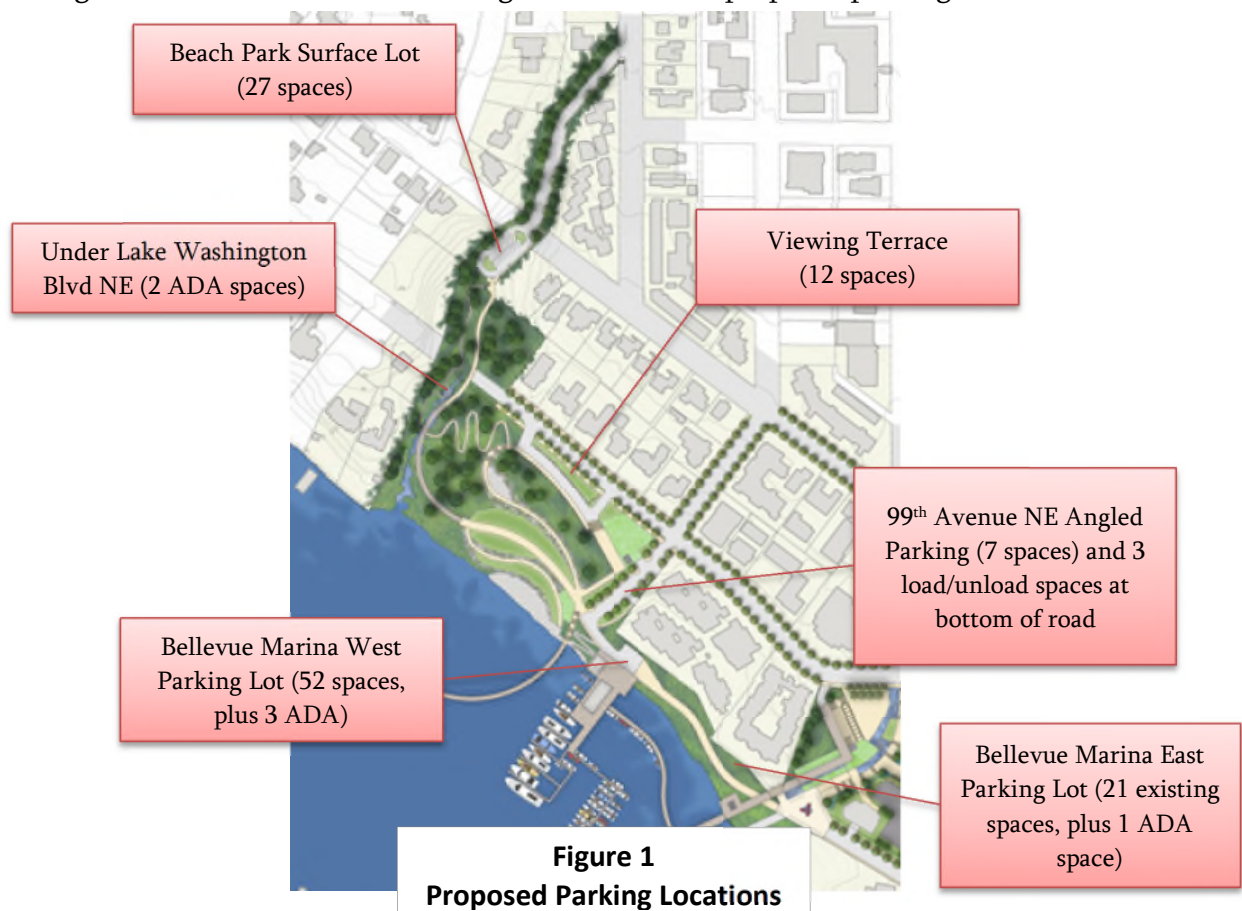 Beach Park Surface Lot
(27 spaces)
Under Lake Washington
Blvd NE (2 ADA spaces)
Viewing Terrace
(12 spaces)
99th Avenue NE Angled
Parking (7 spaces) and 3
load/unload spaces at
bottom of road
Bellevue Marina West
Parking Lot (52 spaces,
plus 3 ADA)
Bellevue Marina East
Parking Lot (21 existing
spaces, plus 1 ADA
space)
Figure 1
Proposed Parking Locations